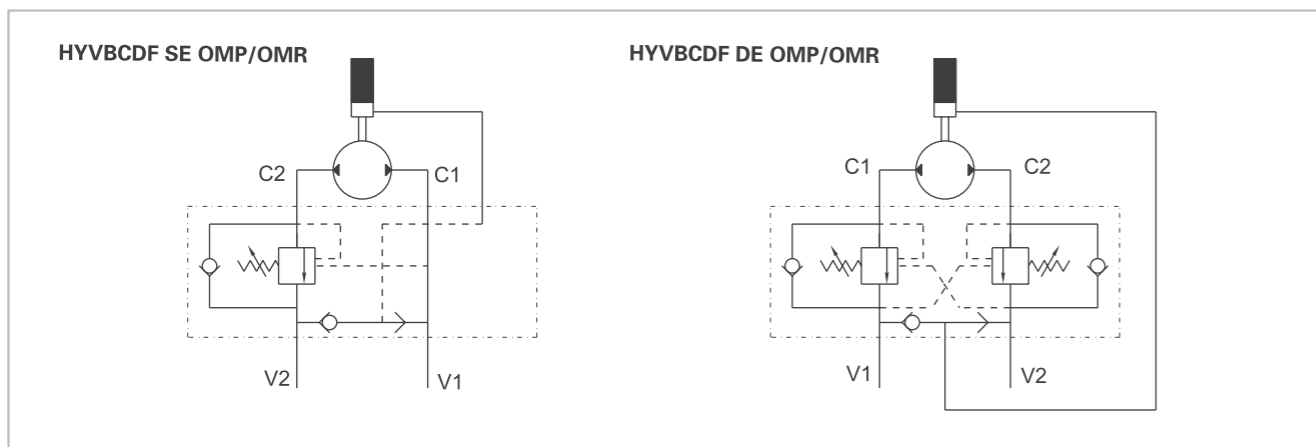 HYVBCDF SE OMP/OMR
C2
C1
V2
V1
HYVBCDF DE OMP/OMR
C1
C2
V1
V2